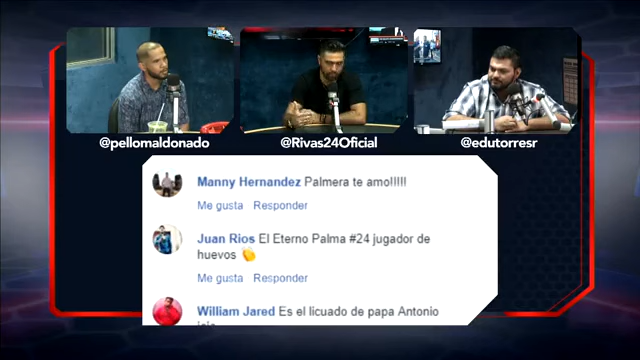 @pellomaldonado
@Rivas24Oficial
@edutorresr
Manny Hernandez Palmera te amo!!!!!
Me gusta Responder
Juan Rios El Eterno Palma #24 jugador de
huevos 👏
Me gusta Responder
William Jared Es el licuado de papa Antonio